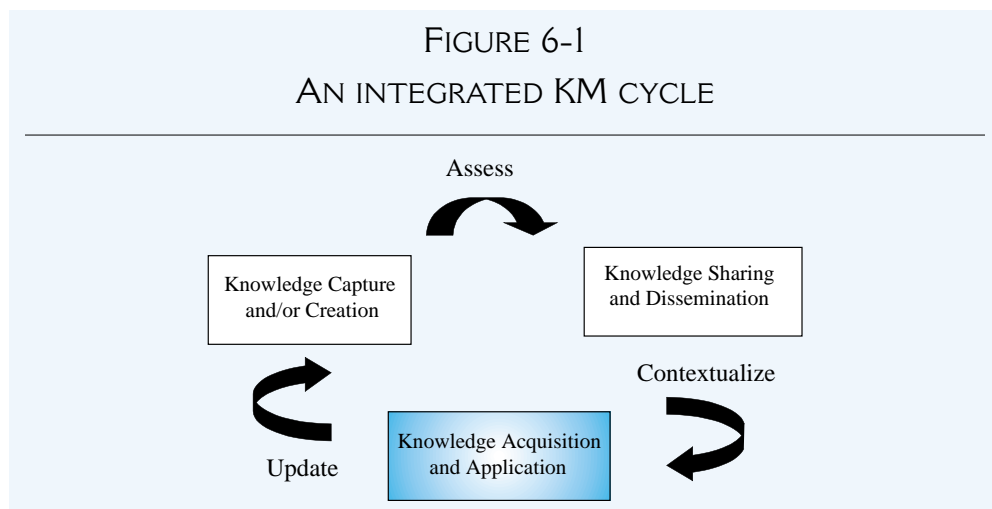 FIGURE 6-1
AN INTEGRATED KM CYCLE
Assess
Knowledge Capture
and/or Creation
Knowledge Sharing
and Dissemination
Contextualize
Knowledge Acquisition
and Application
Update